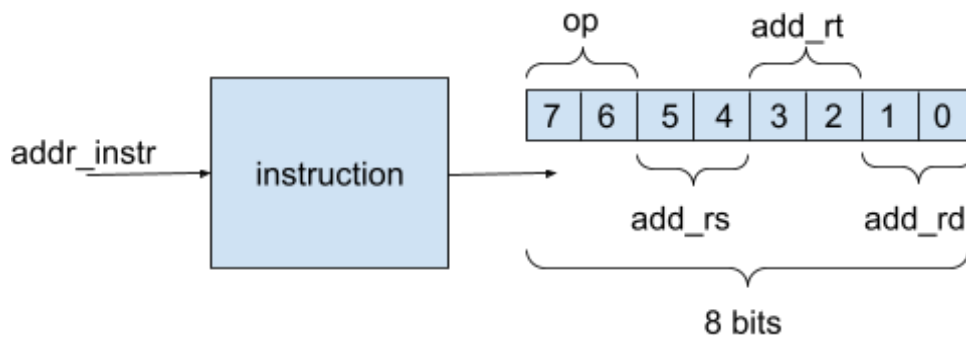 op add_rt
7 6 5 4 3 2 1 0
addr_instr
instruction
add_rs add_rd
8 bits